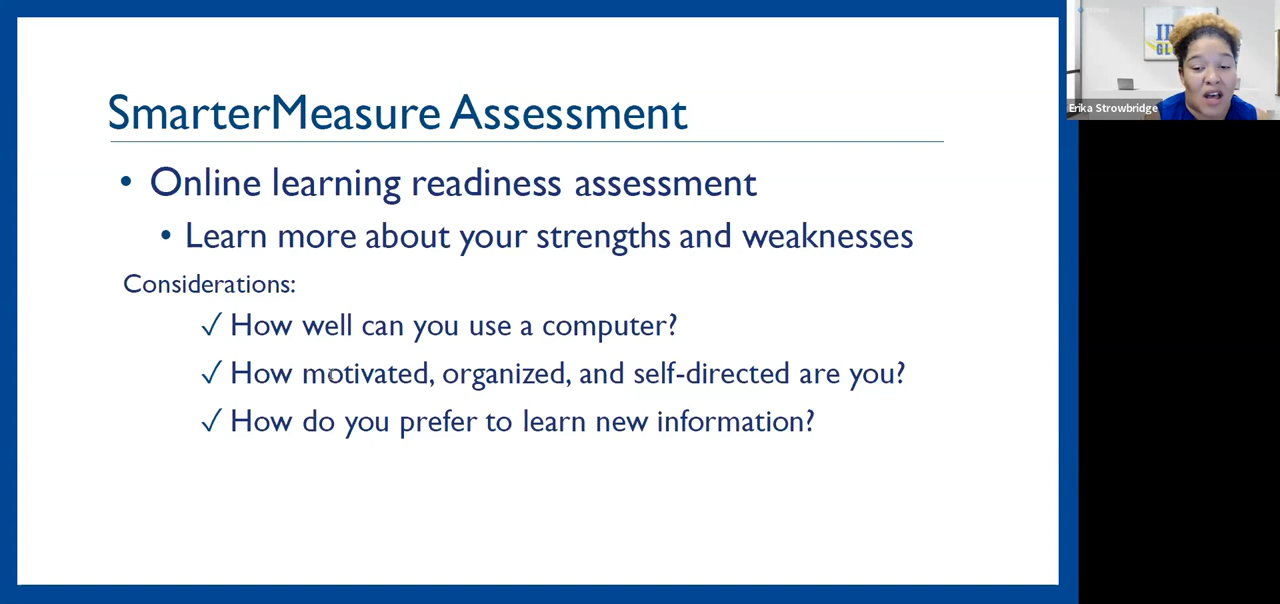 SmarterMeasure Assessment
• Online learning readiness assessment
• Learn more about your strengths and weaknesses
Considerations:
✓ How well can you use a computer?
✓ How motivated, organized, and self-directed are you?
✓ How do you prefer to learn new information?
Erika Strowbridge